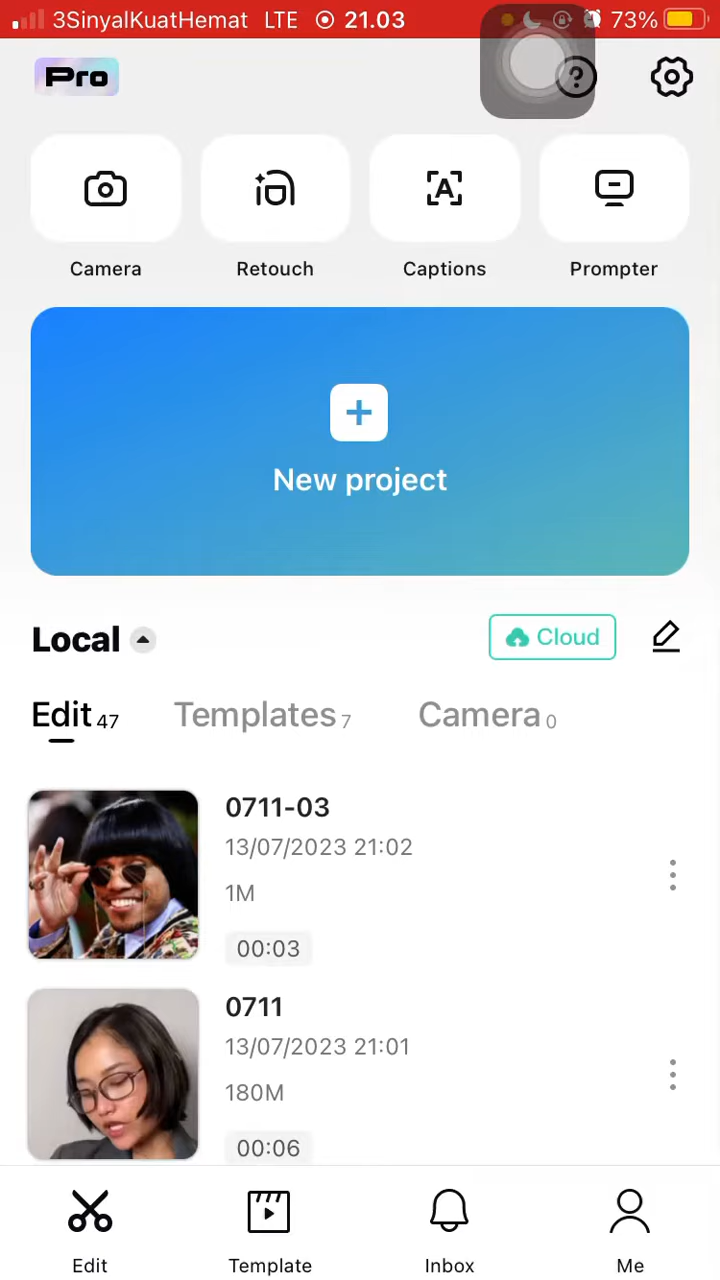 3SinyalKuatHemat LTE 21.03 73%
Pro ?
Camera Retouch Captions Prompter
New project
Local Cloud
Edit 47 Templates 7 Camera 0
0711-03
13/07/2023 21:02
1M
00:03
0711
13/07/2023 21:01
180M
00:06
Edit Template Inbox Me